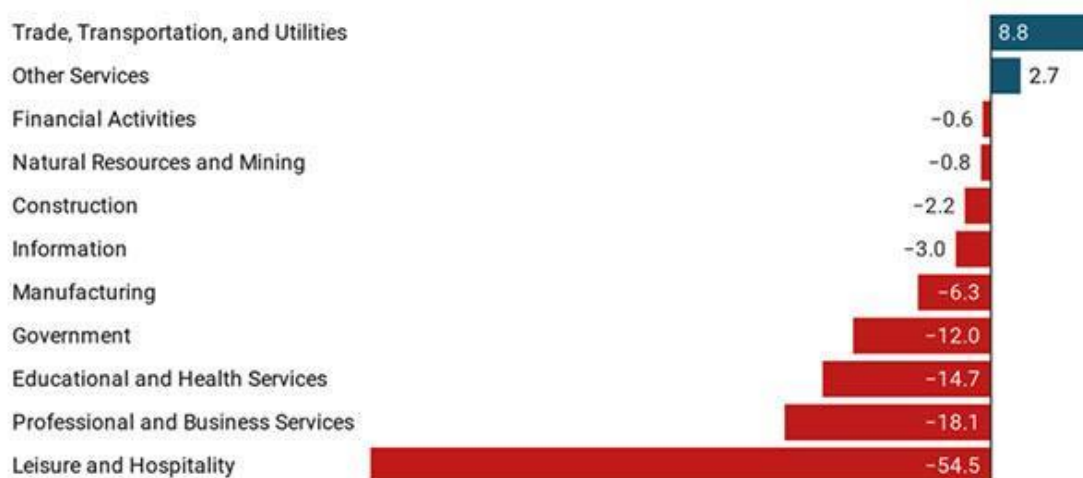 Trade, Transportation, and Utilities 8.8
Other Services 2.7
Financial Activities −0.6
Natural Resources and Mining −0.8
Construction −2.2
Information −3.0
Manufacturing −6.3
Government −12.0
Educational and Health Services −14.7
Professional and Business Services −18.1
Leisure and Hospitality −54.5